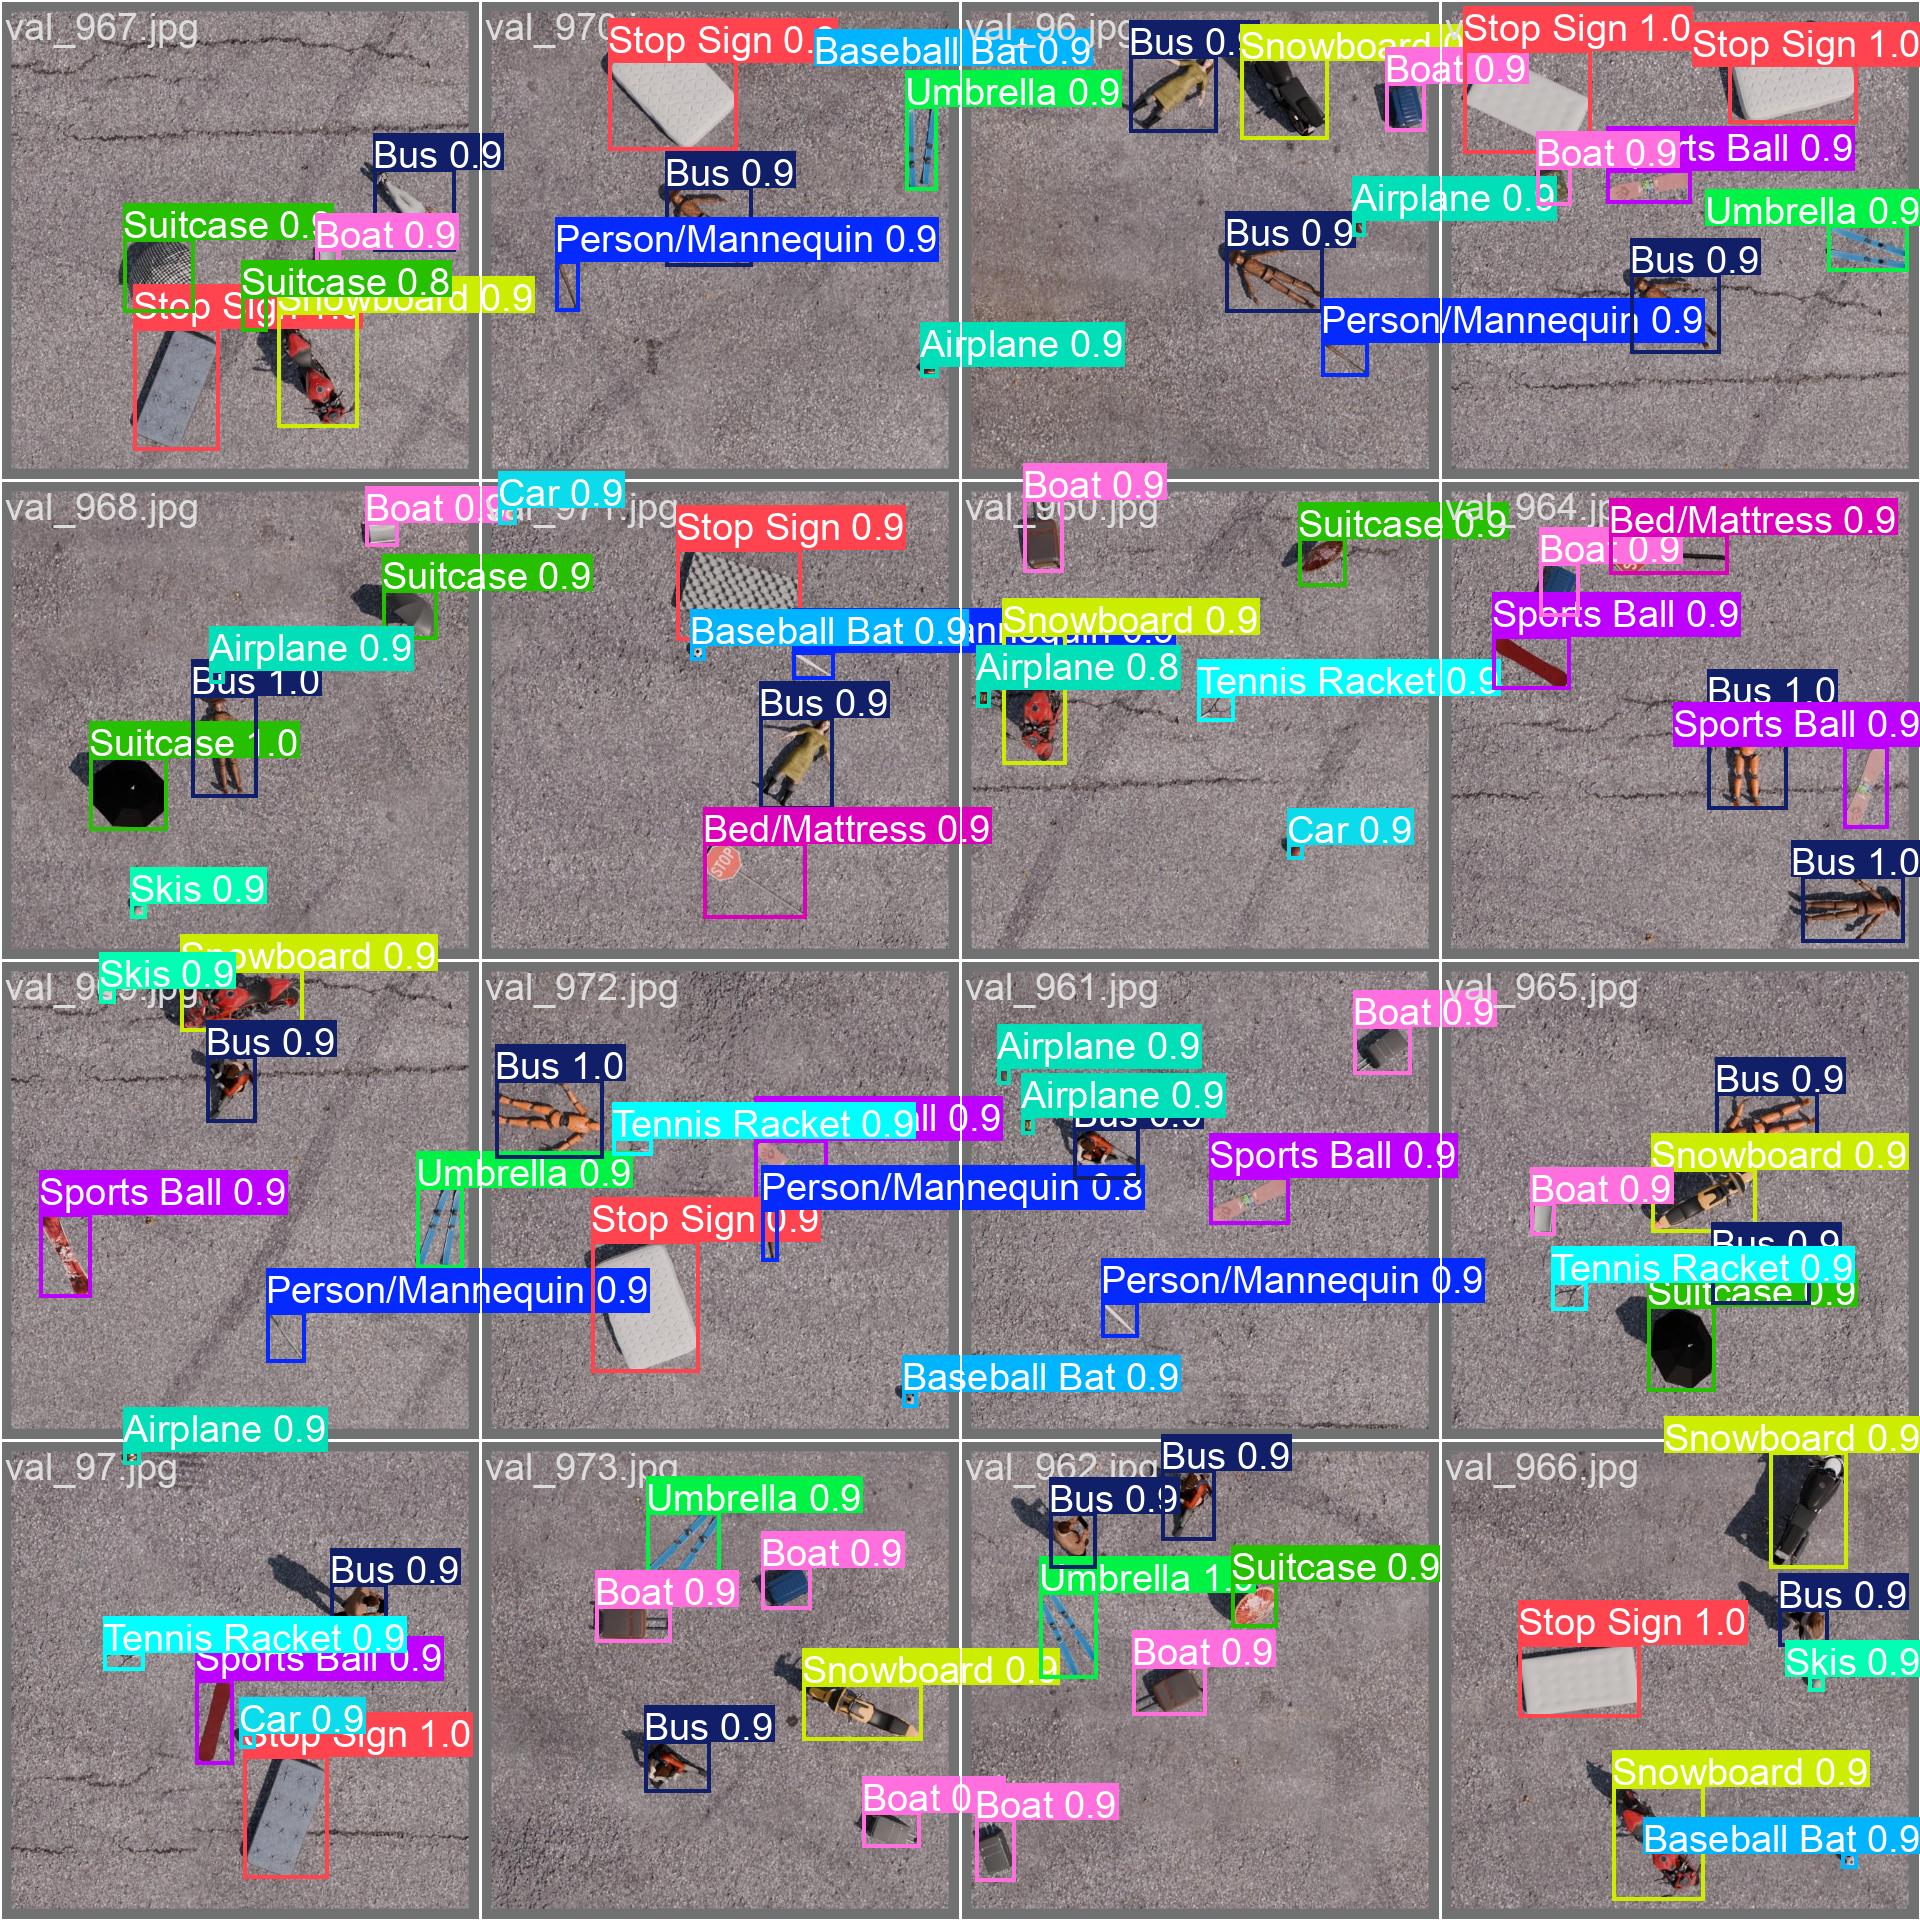 val_967.jpg
Bus 0.9
Suitcase 0.9
Boat 0.9
Suitcase 0.8
Snowboard 0.9
Stop Sign 1.0
val_970
Stop Sign 0.
Baseball Bat 0.9
Umbrella 0.9
Bus 0.9
Person/Mannequin 0.9
Airplane 0.9
val_96.jpg
Bus 0.9
Snowboard 0
Boat 0.9
Airplane 0.9
Bus 0.9
Person/Mannequin 0.9
Stop Sign 1.0
Stop Sign 1.0
Boat 0.9
rts Ball 0.9
Umbrella 0.9
Bus 0.9
val_968.jpg
Boat 0.9
Suitcase 0.9
Airplane 0.9
Bus 1.0
Suitcase 1.0
Skis 0.9
Car 0.9
Stop Sign 0.9
Baseball Bat 0.9
Bus 0.9
Bed/Mattress 0.9
STOP
Boat 0.9
Suitcase 0.9
Snowboard 0.9
Airplane 0.8
Tennis Racket 0.9
Car 0.9
val_964.jp
Bed/Mattress 0.9
Boat 0.9
Sports Ball 0.9
Bus 1.0
Sports Ball 0.9
Bus 1.0
Snowboard 0.9
Skis 0.9
Bus 0.9
Sports Ball 0.9
Umbrella 0.9
Person/Mannequin 0.9
Airplane 0.9
val_972.jpg
Bus 1.0
Tennis Racket 0.9
all 0.9
Person/Mannequin 0.8
Stop Sign 0.9
Baseball Bat 0.9
val_961.jpg
Boat 0.9
Airplane 0.9
Airplane 0.9
Bus 0.9
Sports Ball 0.9
Person/Mannequin 0.9
val_965.jpg
Bus 0.9
Snowboard 0.9
Boat 0.9
Bus 0.9
Tennis Racket 0.9
Suitcase 0.9
val_97.jpg
Bus 0.9
Tennis Racket 0.9
Sports Ball 0.9
Car 0.9
Stop Sign 1.0
val_973.jpg
Umbrella 0.9
Boat 0.9
Boat 0.9
Snowboard 0.9
Bus 0.9
Boat 0
val_962.jpg
Bus 0.9
Bus 0.9
Umbrella 1.0
Suitcase 0.9
Boat 0.9
Boat 0.9
val_966.jpg
Snowboard 0.9
Bus 0.9
Stop Sign 1.0
Skis 0.9
Snowboard 0.9
Baseball Bat 0.9